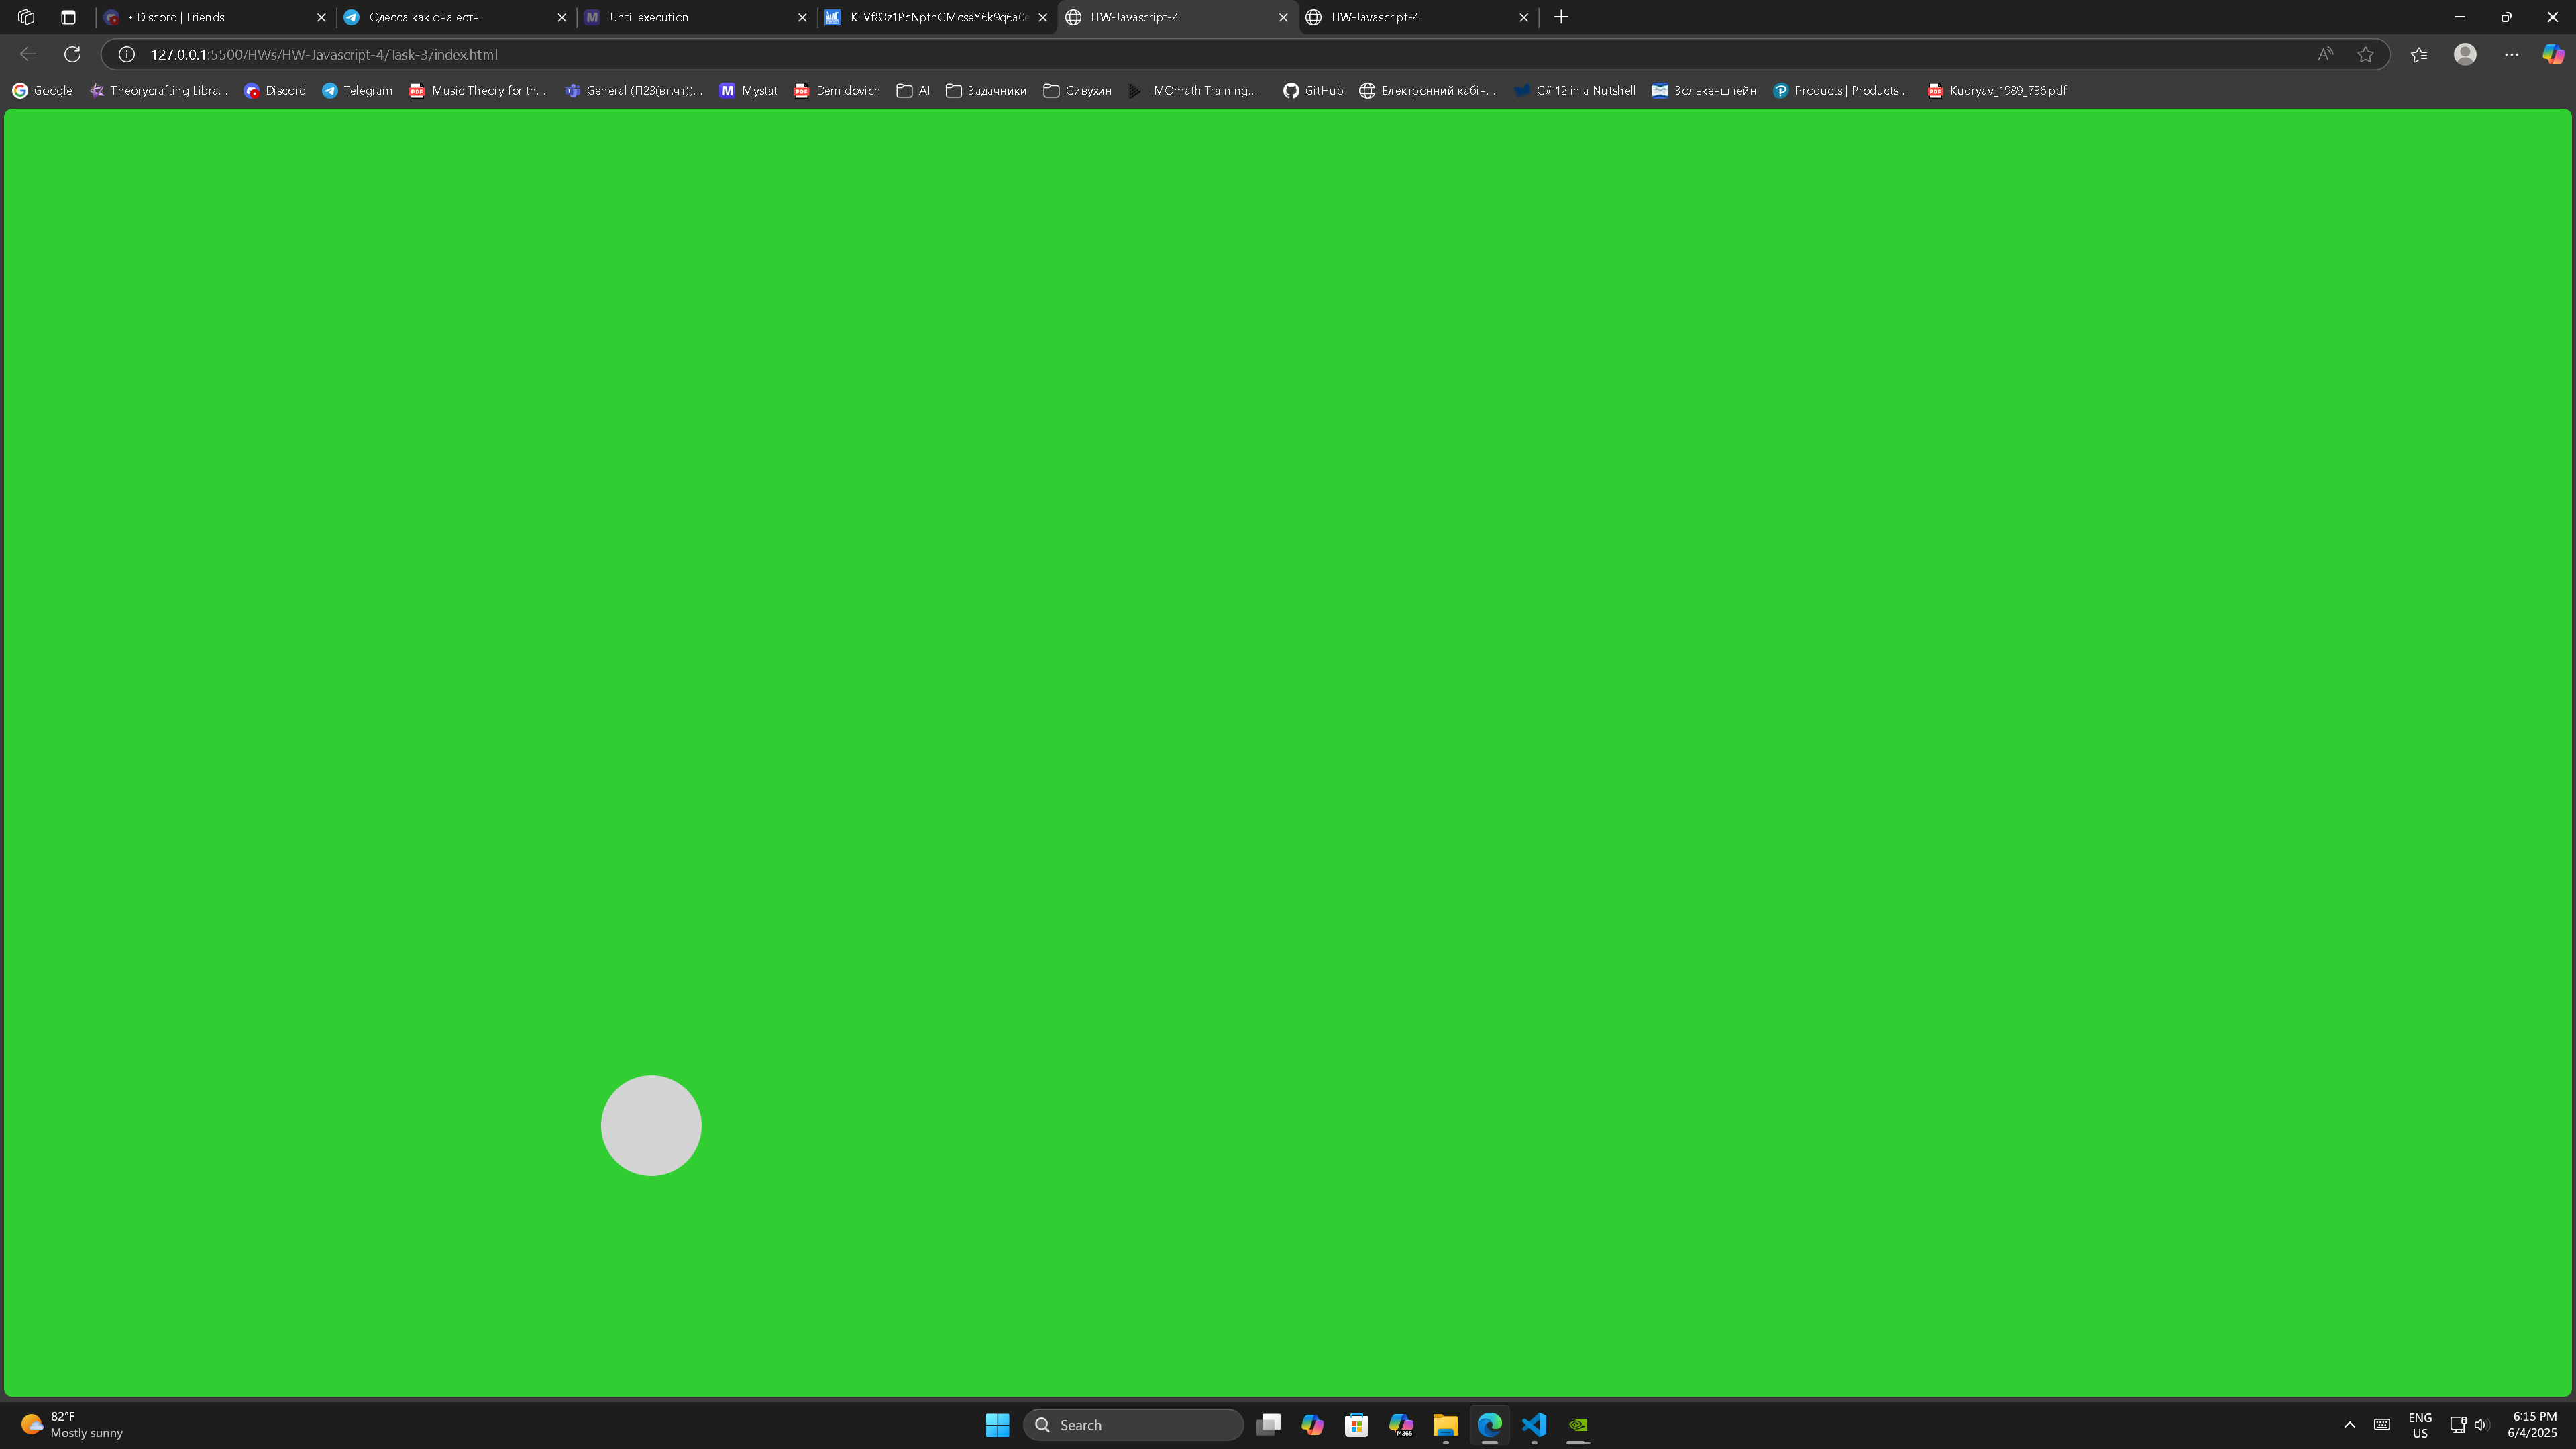 • Discord | Friends
Одесса как она есть
Until execution
KFVf83z1PcNpthCMcseY6k9q6a0e
HW-Javascript-4
HW-Javascript-4
127.0.0.1:5500/HWs/HW-Javascript-4/Task-3/index.html
Google
Theorycrafting Libra...
Discord
Telegram
Music Theory for th...
General (П23(вт,чт))...
Mystat
Demidovich
AI
Задачники
Сивухин
IMOmath Training...
GitHub
Електронний кабін...
C# 12 in a Nutshell
Волькенштейн
Products | Products...
Kudryav_1989_736.pdf
82°F
Mostly sunny
Search
M365
ENG
US
6:15 PM
6/4/2025